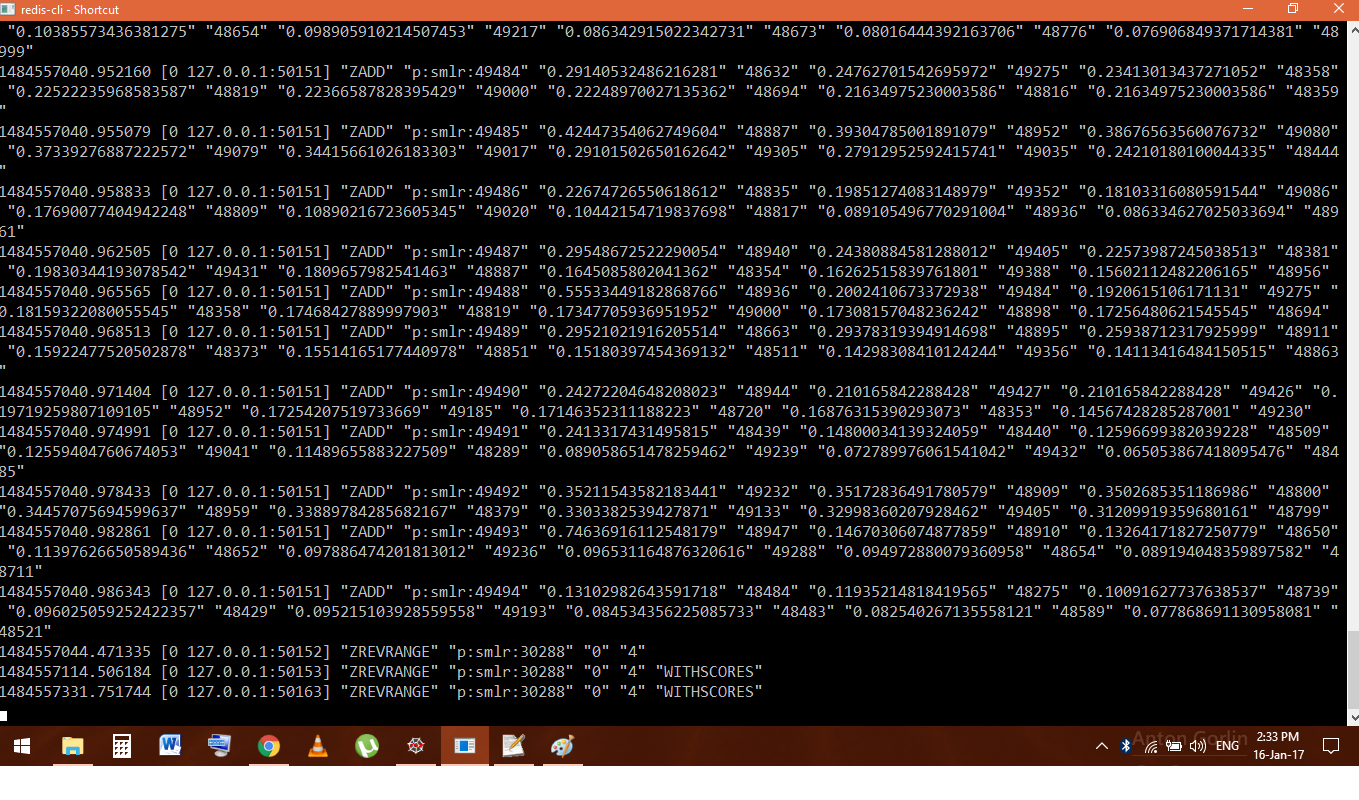 redis-cli - Shortcut
"0.10385573436381275" "48654" "0.098905910214507453" "49217" "0.086342915022342731" "48673" "0.08016444392163706" "48776" "0.076906849371714381" "48
999"
1484557040.952160 [0 127.0.0.1:50151] "ZADD" "p:smlr:49484" "0.29140532486216281" "48632" "0.24762701542695972" "49275" "0.23413013437271052" "48358"
"0.22522235968583587" "48819" "0.22366587828395429" "49000" "0.22248970027135362" "48694" "0.21634975230003586" "48816" "0.21634975230003586" "48359
"
1484557040.955079 [0 127.0.0.1:50151] "ZADD" "p:smlr:49485" "0.42447354062749604" "48887" "0.39304785001891079" "48952" "0.38676563560076732" "49080"
"0.37339276887222572" "49079" "0.34415661026183303" "49017" "0.29101502650162642" "49305" "0.27912952592415741" "49035" "0.24210180100044335" "48444
"
1484557040.958833 [0 127.0.0.1:50151] "ZADD" "p:smlr:49486" "0.22674726550618612" "48835" "0.19851274083148979" "49352" "0.18103316080591544" "49086"
"0.17690077404942248" "48809" "0.10890216723605345" "49020" "0.10442154719837698" "48817" "0.089105496770291004" "48936" "0.086334627025033694" "489
61"
1484557040.962505 [0 127.0.0.1:50151] "ZADD" "p:smlr:49487" "0.29548672522290054" "48940" "0.24380884581288012" "49405" "0.22573987245038513" "48381"
"0.19830344193078542" "49431" "0.1809657982541463" "48887" "0.1645085802041362" "48354" "0.16262515839761801" "49388" "0.15602112482206165" "48956"
1484557040.965565 [0 127.0.0.1:50151] "ZADD" "p:smlr:49488" "0.55533449182868766" "48936" "0.2002410673372938" "49484" "0.1920615106171131" "49275" "
0.18159322080055545" "48358" "0.17468427889997903" "48819" "0.17347705936951952" "49000" "0.17308157048236242" "48898" "0.17256480621545545" "48694"
1484557040.968513 [0 127.0.0.1:50151] "ZADD" "p:smlr:49489" "0.29521021916205514" "48663" "0.29378319394914698" "48895" "0.25938712317925999" "48911"
"0.15922477520502878" "48373" "0.15514165177440978" "48851" "0.15180397454369132" "48511" "0.14298308410124244" "49356" "0.14113416484150515" "48863
"
1484557040.971404 [0 127.0.0.1:50151] "ZADD" "p:smlr:49490" "0.24272204648208023" "48944" "0.210165842288428" "49427" "0.210165842288428" "49426" "0.
19719259807109105" "48952" "0.17254207519733669" "49185" "0.17146352311188223" "48720" "0.16876315390293073" "48353" "0.14567428285287001" "49230"
1484557040.974991 [0 127.0.0.1:50151] "ZADD" "p:smlr:49491" "0.2413317431495815" "48439" "0.14800034139324059" "48440" "0.12596699382039228" "48509"
"0.12559404760674053" "49041" "0.11489655883227509" "48289" "0.089058651478259462" "49239" "0.072789976061541042" "49432" "0.065053867418095476" "484
85"
1484557040.978433 [0 127.0.0.1:50151] "ZADD" "p:smlr:49492" "0.35211543582183441" "49232" "0.35172836491780579" "48909" "0.3502685351186986" "48800"
"0.34457075694599637" "48959" "0.33889784285682167" "48379" "0.3303382539427871" "49133" "0.32998360207928462" "49405" "0.31209919359680161" "48799"
1484557040.982861 [0 127.0.0.1:50151] "ZADD" "p:smlr:49493" "0.74636916112548179" "48947" "0.14670306074877859" "48910" "0.13264171827250779" "48650"
"0.11397626650589436" "48652" "0.097886474201813012" "49236" "0.096531164876320616" "49288" "0.094972880079360958" "48654" "0.089194048359897582" "4
8711"
1484557040.986343 [0 127.0.0.1:50151] "ZADD" "p:smlr:49494" "0.13102982643591718" "48484" "0.11935214818419565" "48275" "0.10091627737638537" "48739"
"0.096025059252422357" "48429" "0.095215103928559558" "49193" "0.084534356225085733" "48483" "0.082540267135558121" "48589" "0.077868691130958081" "
48521"
1484557044.471335 [0 127.0.0.1:50152] "ZREVRANGE" "p:smlr:30288" "0" "4"
1484557114.506184 [0 127.0.0.1:50153] "ZREVRANGE" "p:smlr:30288" "0" "4" "WITHSCORES"
1484557331.751744 [0 127.0.0.1:50163] "ZREVRANGE" "p:smlr:30288" "0" "4" "WITHSCORES"
Anton Gorlin
ENG
2:33 PM
16-Jan-17